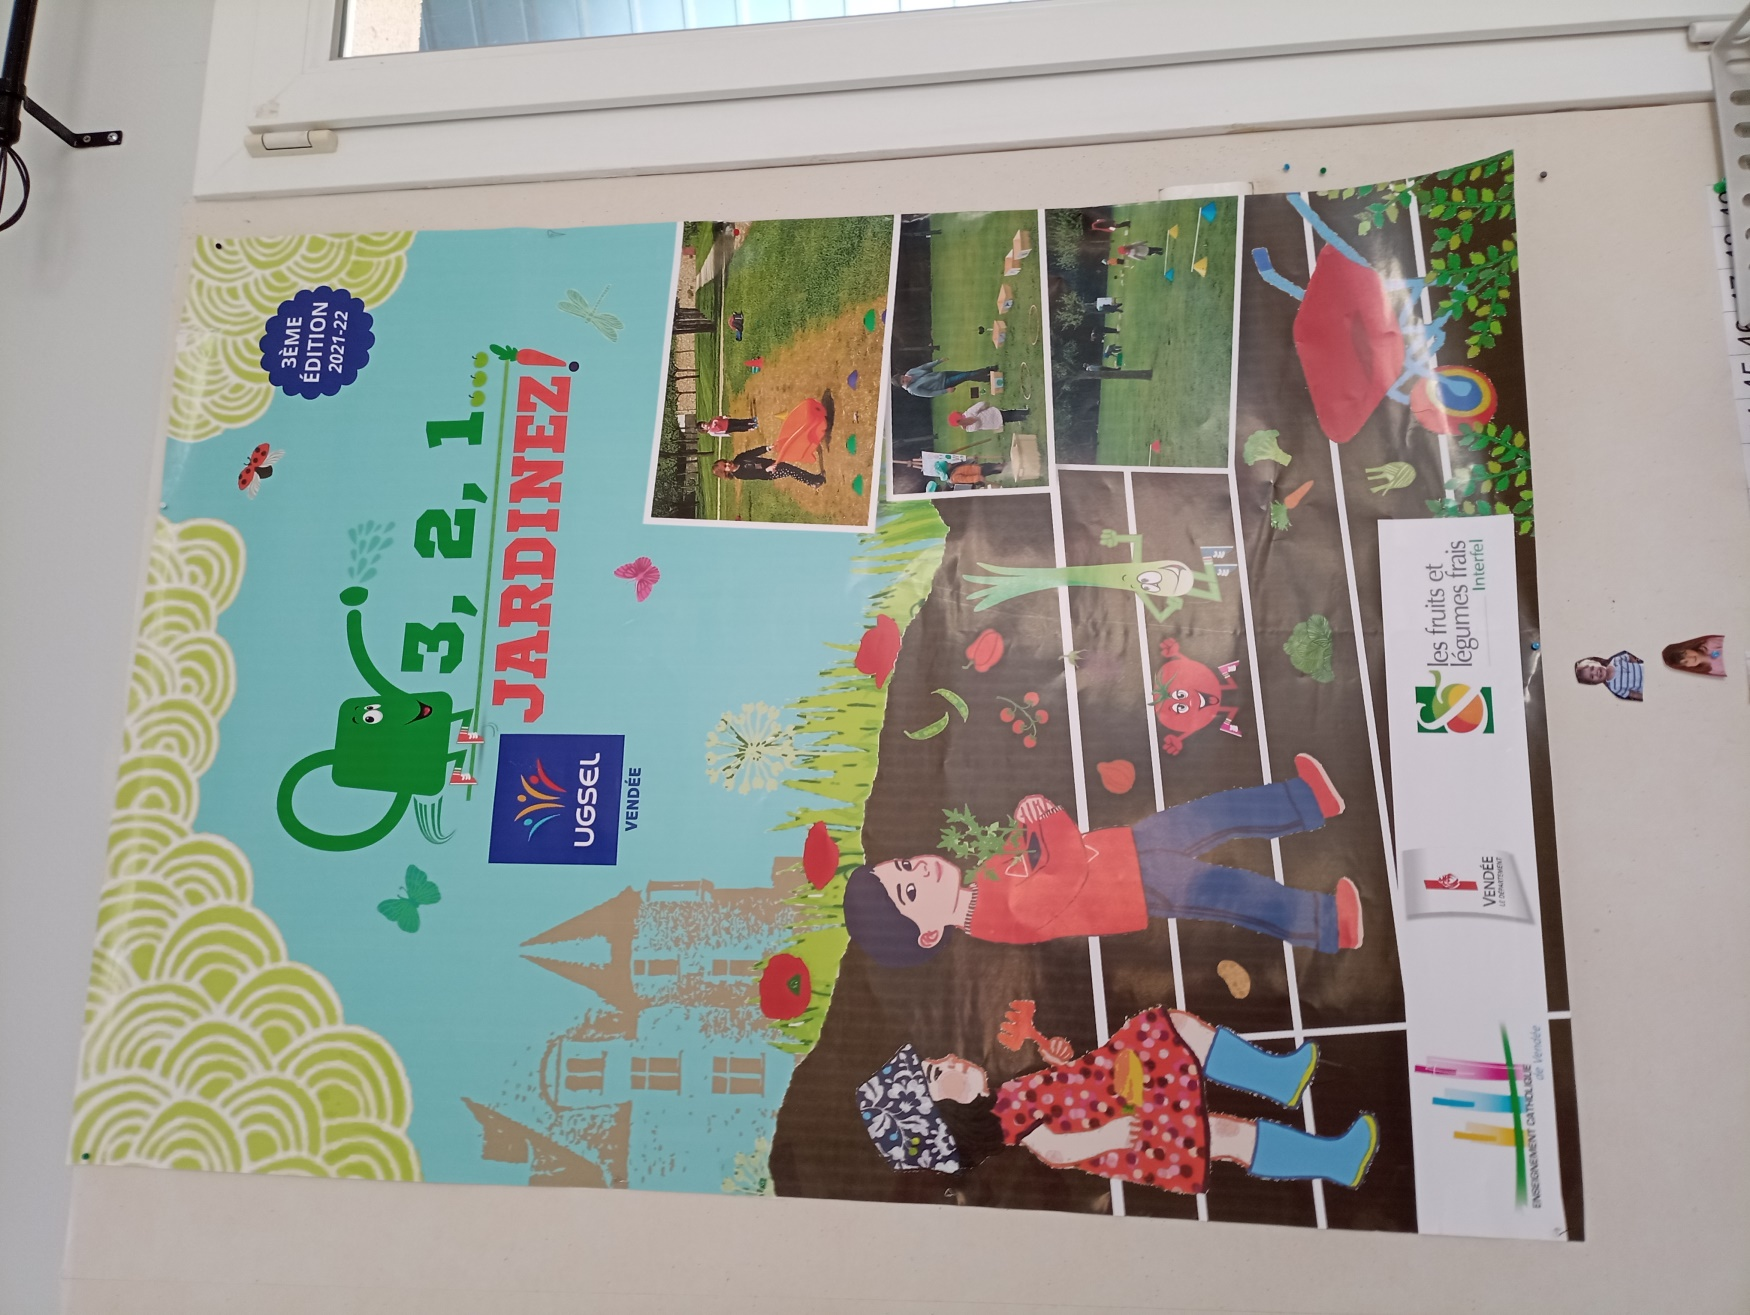 3ÈME
ÉDITION
2021-22
3, 2, 1...
JARDINEZ!
UGSEL
VENDÉE
ENSEIGNEMENT CATHOLIQUE
de Vendée
VENDÉE
LE DÉPARTEMENT
les fruits et
légumes frais
Interfel